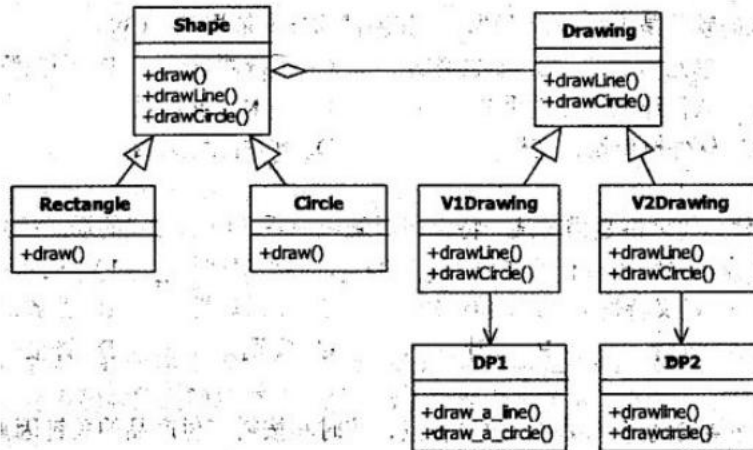 Shape
+draw()
+drawLine()
+drawCircle()
Drawing
+drawLine()
+drawCircle()
Rectangle
+draw()
Circle
+draw()
V1Drawing
+drawLine()
+drawCircle()
V2Drawing
+drawLine()
+drawCircle()
DP1
+draw_a_line()
+draw_a_circle()
DP2
+drawline()
+drawcircle()